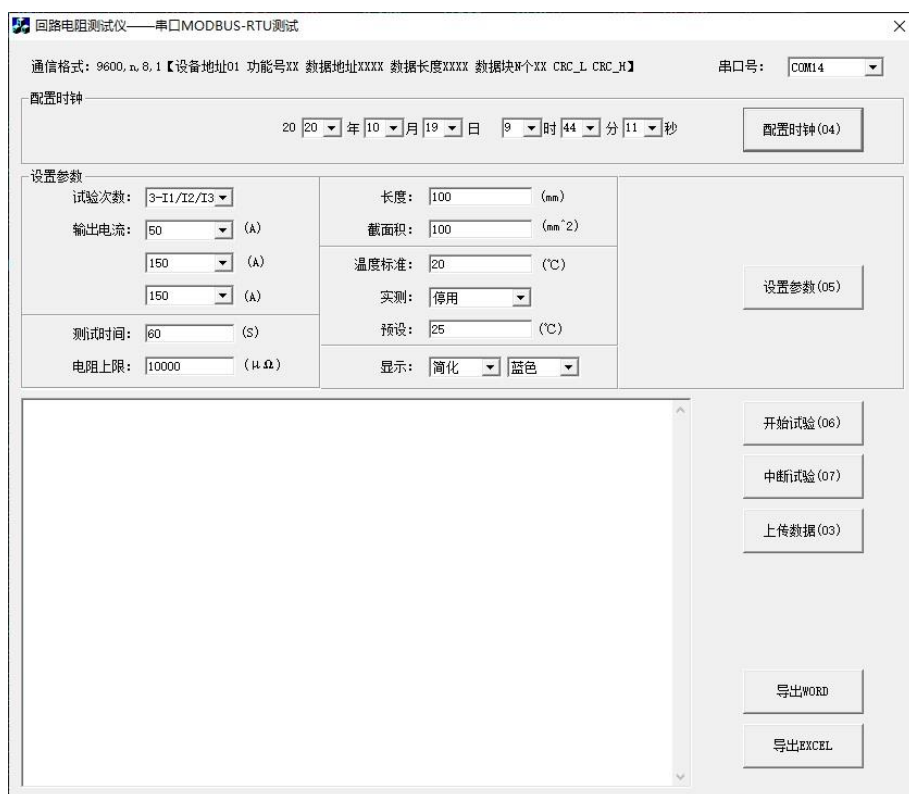 回路电阻测试仪——串口MODBUS-RTU测试
通信格式: 9600,n,8,1【设备地址01 功能号XX 数据地址XXXX 数据长度XXXX 数据块N个XX CRC_L CRC_H】 串口号: COM14
配置时钟
20 20 年 10 月 19 日 9 时 44 分 11 秒 配置时钟(04)
设置参数
试验次数: 3-I1/I2/I3 长度: 100 (mm)
输出电流: 50 (A) 截面积: 100 (mm^2)
150 (A) 温度标准: 20 (℃)
设置参数(05)
150 (A) 实测: 停用
测试时间: 60 (S) 预设: 25 (℃)
电阻上限: 10000 (μΩ) 显示: 简化 蓝色
开始试验(06)
中断试验(07)
上传数据(03)
导出WORD
导出EXCEL